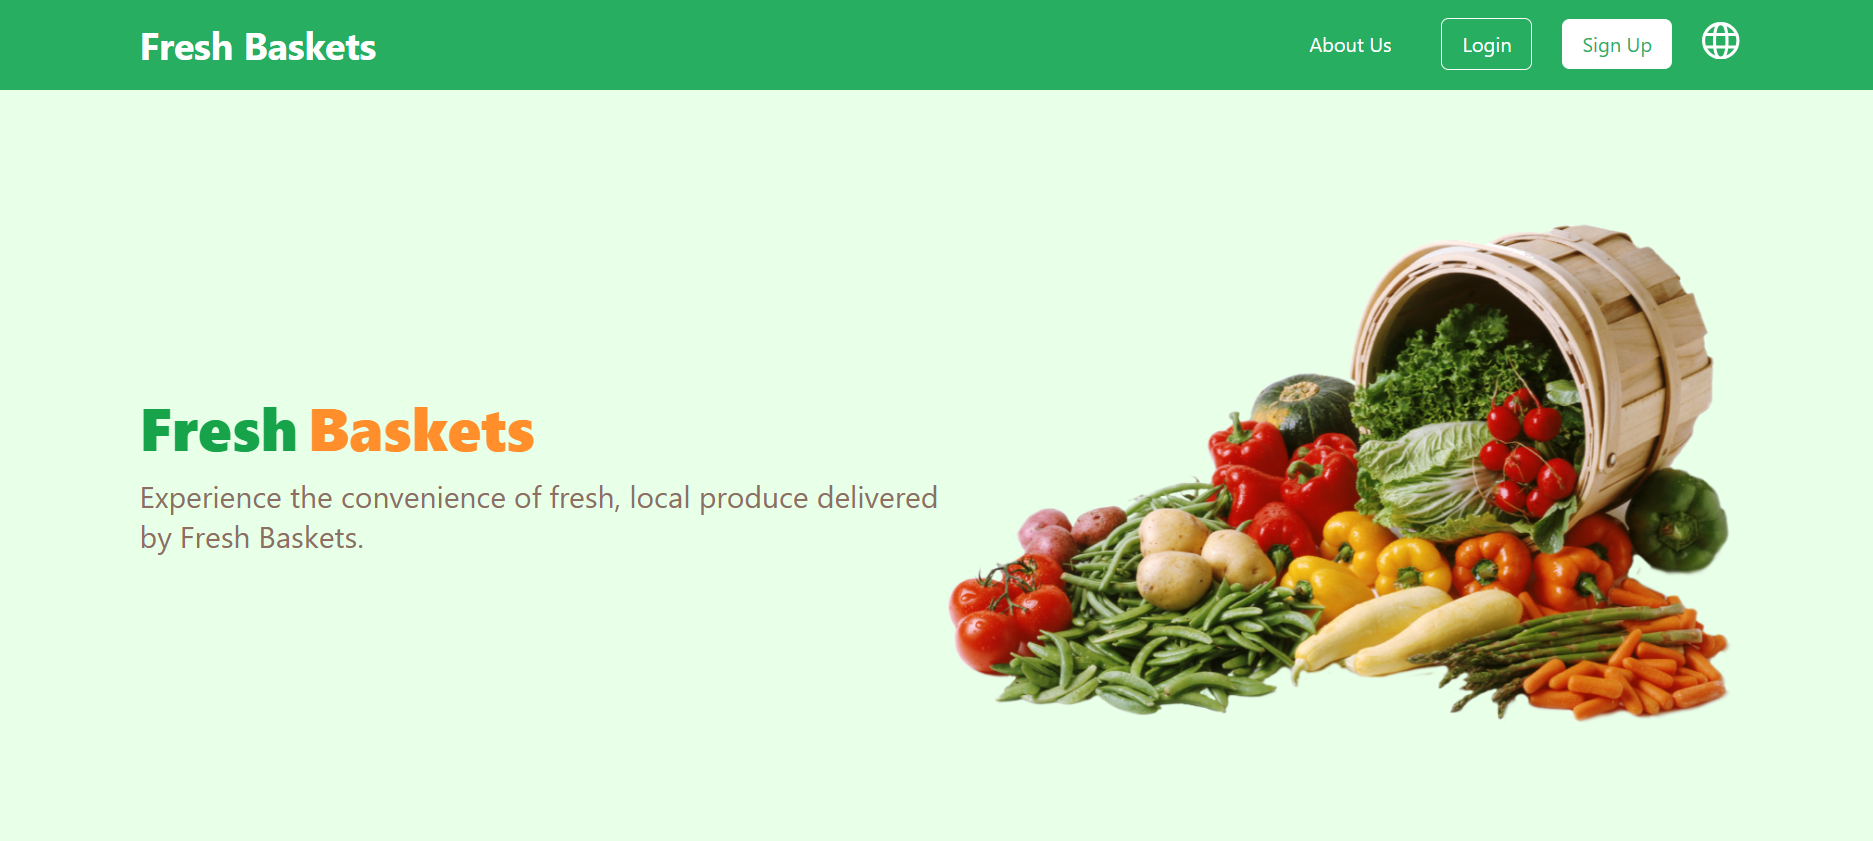 Fresh Baskets
About Us
Login
Sign Up
Fresh Baskets
Experience the convenience of fresh, local produce delivered
by Fresh Baskets.